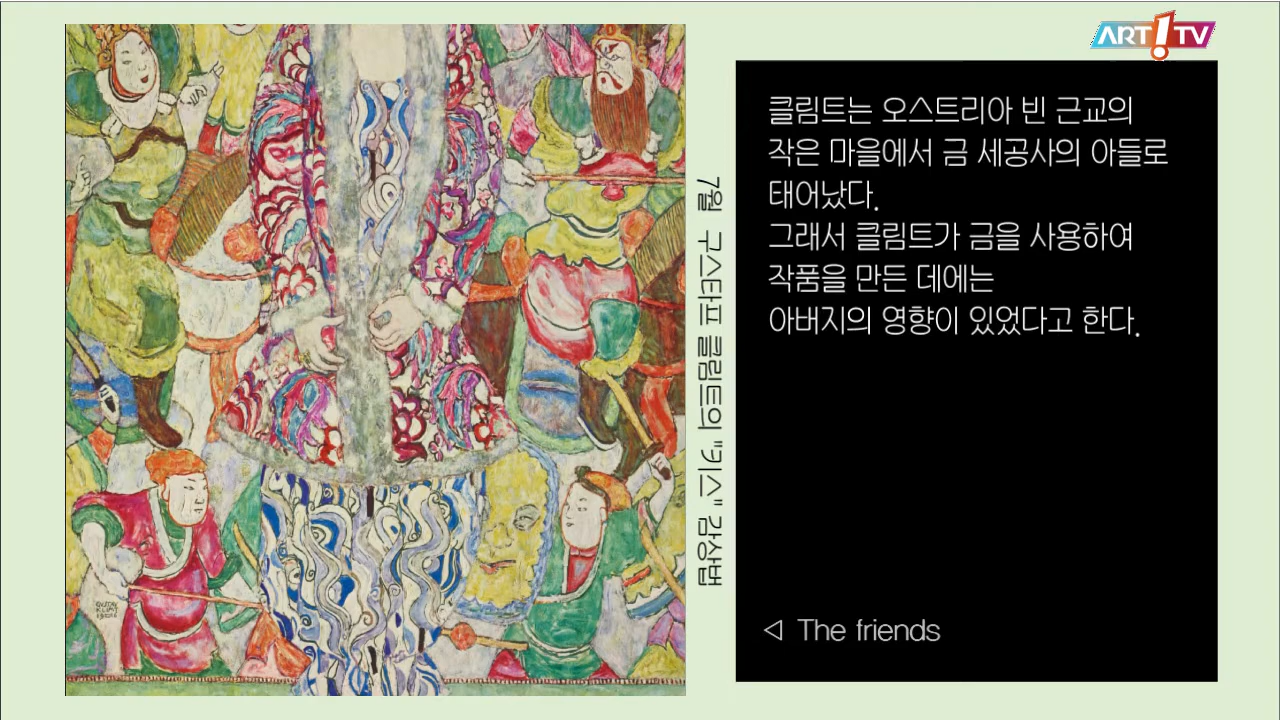 ART!TV
클림트는 오스트리아 빈 근교의
작은 마을에서 금 세공사의 아들로
태어났다.
그래서 클림트가 금을 사용하여
작품을 만든 데에는
아버지의 영향이 있었다고 한다.
7월 구스타프 클림트의 "키스" 감상법
◁ The friends
GUSTAV
KLIMT